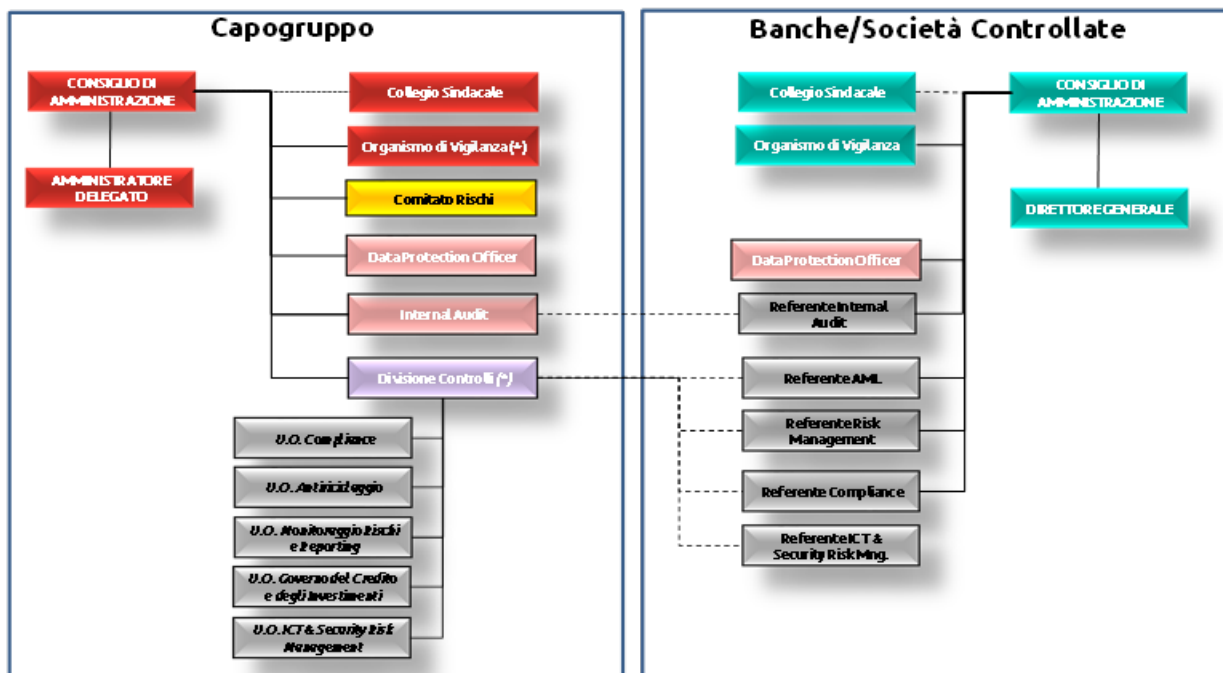 Capogruppo
CONSIGLIO DI
AMMINISTRAZIONE
AMMINISTRATORE
DELEGATO
Collegio Sindacale
Organismo di Vigilanza (*)
Comitato Rischi
Data Protection Officer
Internal Audit
Divisione Controlli (*)
U.O. Compliance
U.O. Antiriciclaggio
U.O. Monitoraggio Rischi
e Reporting
U.O. Governo del Credito
e degli Investimenti
U.O. ICT & Security Risk
Management
Banche/Società Controllate
Collegio Sindacale
Organismo di Vigilanza
CONSIGLIO DI
AMMINISTRAZIONE
DIRETTORE GENERALE
Data Protection Officer
Referente Internal
Audit
Referente AML
Referente Risk
Management
Referente Compliance
Referente ICT &
Security Risk Mng.